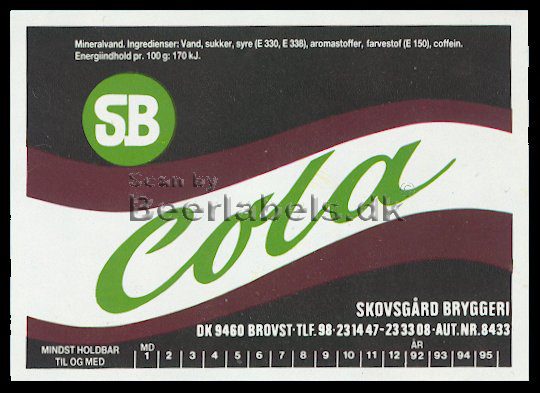 Mineralvand. Ingredienser: Vand, sukker, syre (E 330, E 338), aromastoffer, farvestof (E 150), coffein.
Energiindhold pr. 100 g: 170 kJ.
SB
Scan by
Beerlabels.dk ©
Cola
SKOVSGÅRD BRYGGERI
DK 9460 BROVST·TLF. 98·23 14 47-23 33 08·AUT. NR. 8433
MINDST HOLDBAR
TIL OG MED
MD ÅR
1 2 3 4 5 6 7 8 9 10 11 12 92 93 94 95